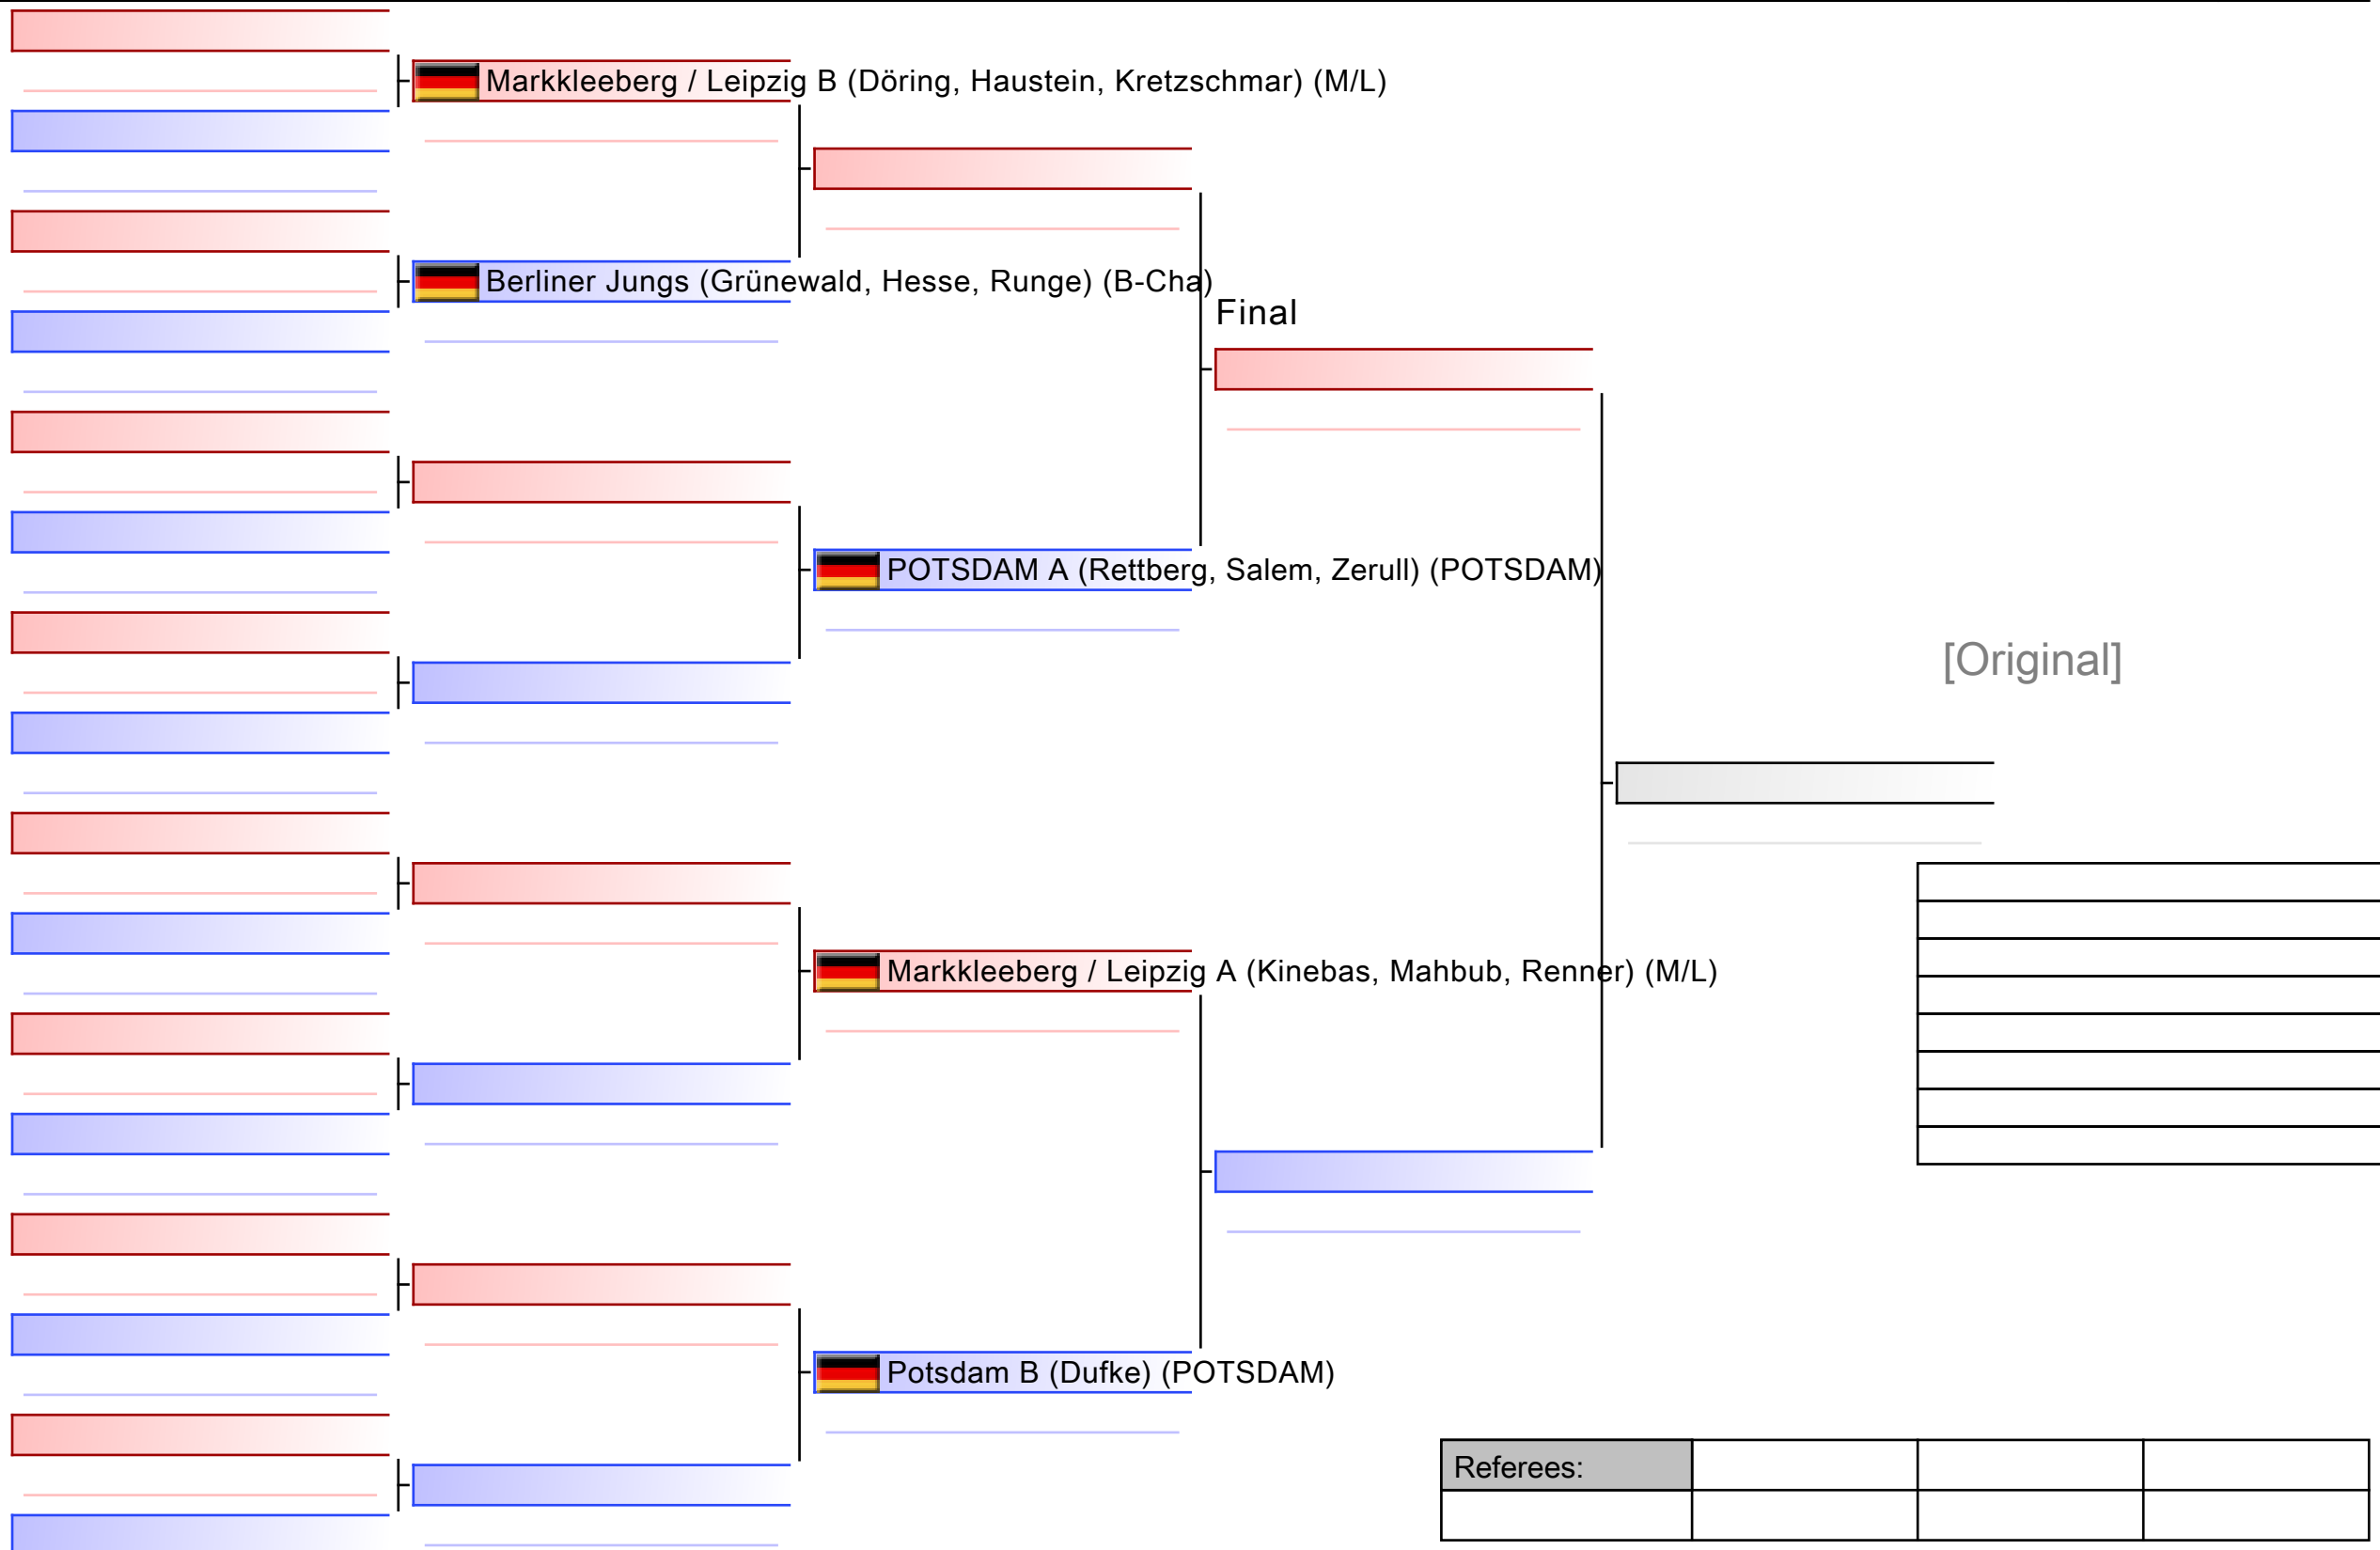 Markkleeberg / Leipzig B (Döring, Haustein, Kretzschmar) (M/L)
Berliner Jungs (Grünewald, Hesse, Runge) (B-Cha)
Final
POTSDAM A (Rettberg, Salem, Zerull) (POTSDAM)
[Original]
Markkleeberg / Leipzig A (Kinebas, Mahbub, Renner) (M/L)
Potsdam B (Dufke) (POTSDAM)
Referees: